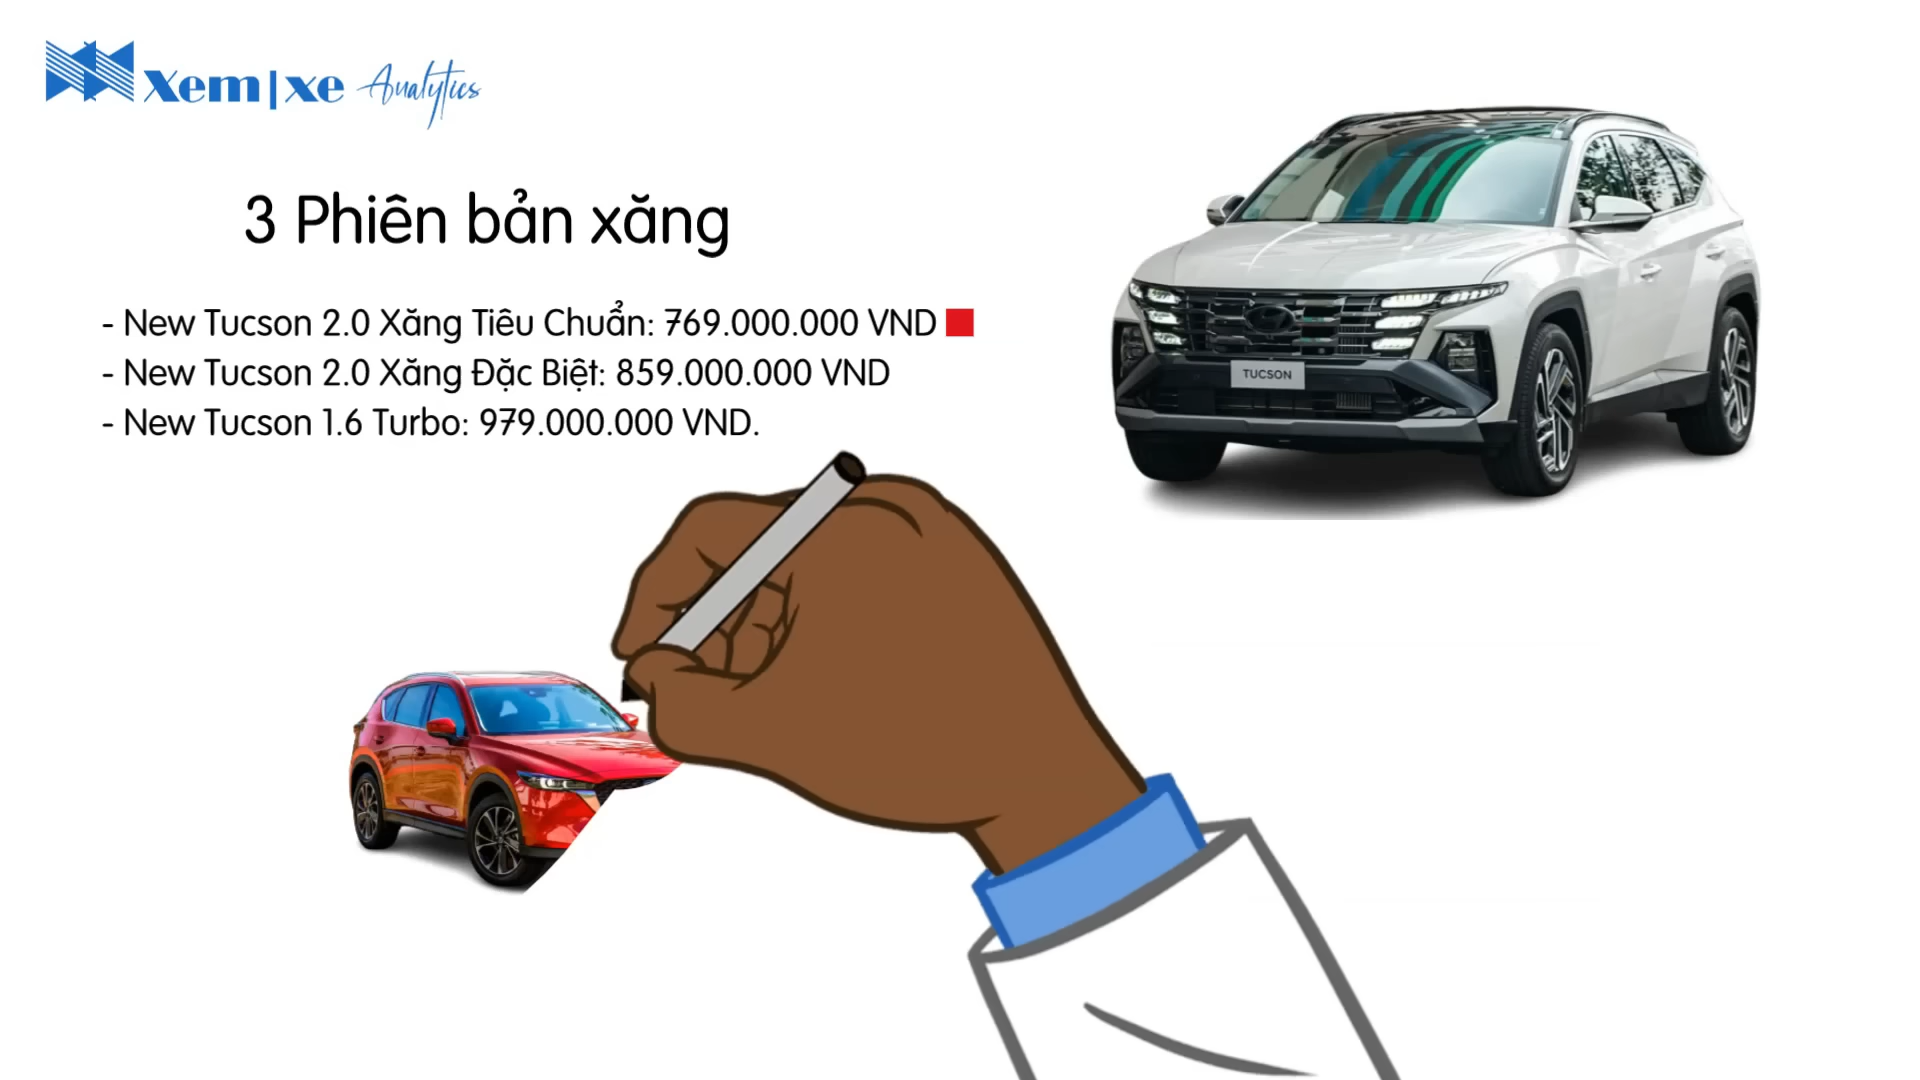 Xem|xe Analytics
3 Phiên bản xăng
- New Tucson 2.0 Xăng Tiêu Chuẩn: 769.000.000 VND
- New Tucson 2.0 Xăng Đặc Biệt: 859.000.000 VND
- New Tucson 1.6 Turbo: 979.000.000 VND.
TUCSON